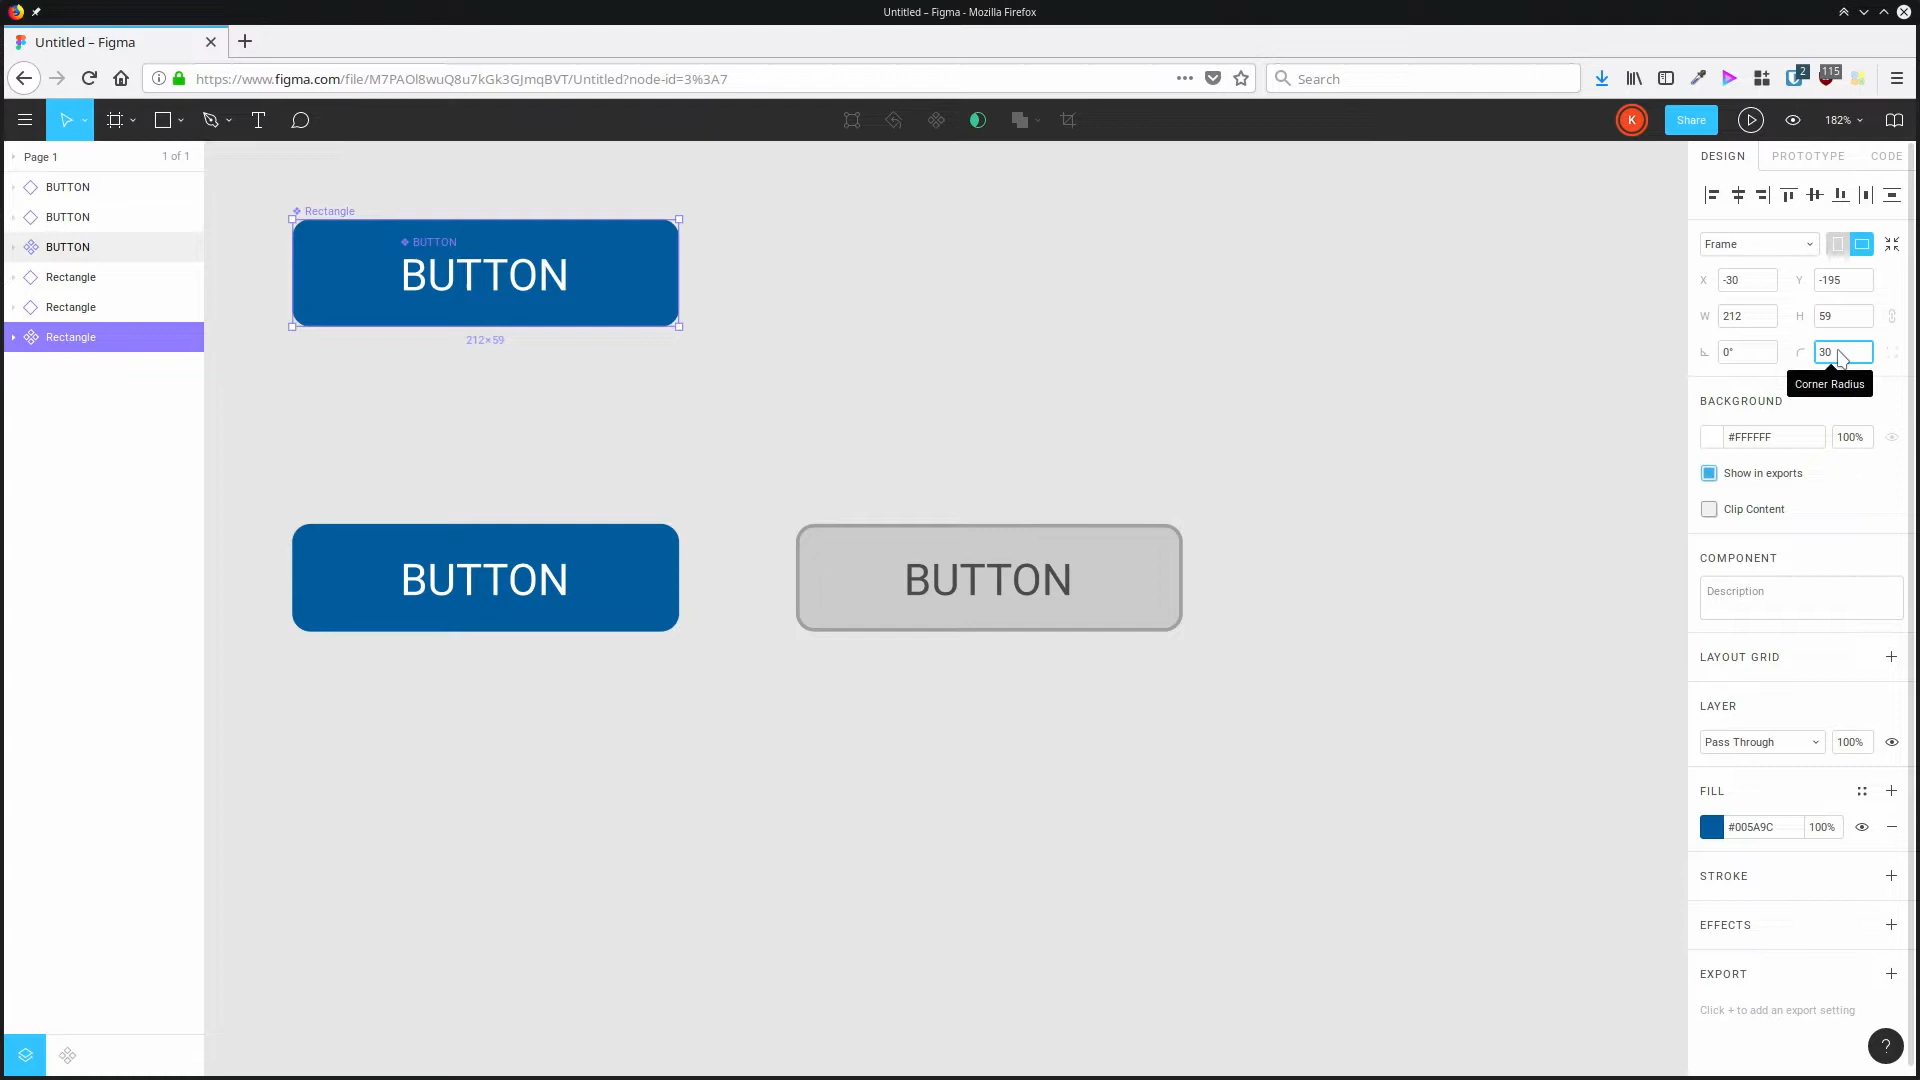 Untitled – Figma - Mozilla Firefox
Untitled – Figma
https://www.figma.com/file/M7PAOl8wuQ8u7kGk3GJmqBVT/Untitled?node-id=3%3A7
Search
2
115
K
Share
182%
Page 1
1 of 1
BUTTON
BUTTON
BUTTON
Rectangle
Rectangle
Rectangle
Rectangle
BUTTON
BUTTON
212×59
BUTTON
BUTTON
DESIGN
PROTOTYPE
CODE
Frame
X -30 Y -195
W 212 H 59
0° 30
Corner Radius
BACKGROUND
#FFFFFF 100%
Show in exports
Clip Content
COMPONENT
Description
LAYOUT GRID
LAYER
Pass Through 100%
FILL
#005A9C 100%
STROKE
EFFECTS
EXPORT
Click + to add an export setting
?